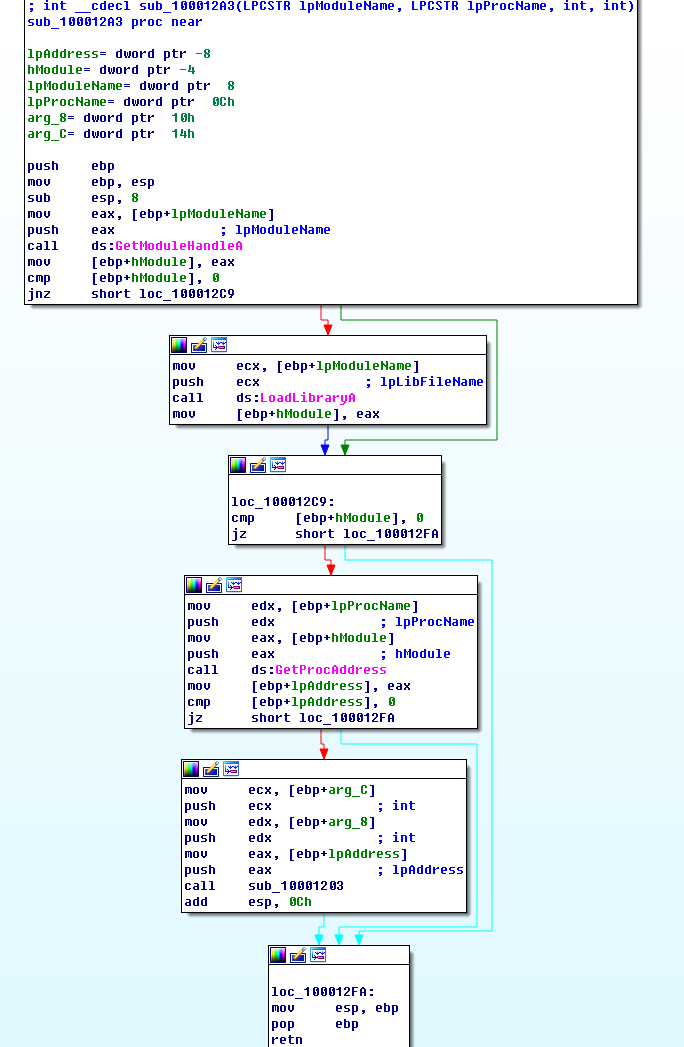 ; int __cdecl sub_100012A3(LPCSTR lpModuleName, LPCSTR lpProcName, int, int)
sub_100012A3 proc near
lpAddress= dword ptr -8
hModule= dword ptr -4
lpModuleName= dword ptr  8
lpProcName= dword ptr  0Ch
arg_8= dword ptr  10h
arg_C= dword ptr  14h
push    ebp
mov     ebp, esp
sub     esp, 8
mov     eax, [ebp+lpModuleName]
push    eax             ; lpModuleName
call    ds:GetModuleHandleA
mov     [ebp+hModule], eax
cmp     [ebp+hModule], 0
jnz     short loc_100012C9
mov     ecx, [ebp+lpModuleName]
push    ecx             ; lpLibFileName
call    ds:LoadLibraryA
mov     [ebp+hModule], eax
loc_100012C9:
cmp     [ebp+hModule], 0
jz      short loc_100012FA
mov     edx, [ebp+lpProcName]
push    edx             ; lpProcName
mov     eax, [ebp+hModule]
push    eax             ; hModule
call    ds:GetProcAddress
mov     [ebp+lpAddress], eax
cmp     [ebp+lpAddress], 0
jz      short loc_100012FA
mov     ecx, [ebp+arg_C]
push    ecx             ; int
mov     edx, [ebp+arg_8]
push    edx             ; int
mov     eax, [ebp+lpAddress]
push    eax             ; lpAddress
call    sub_10001203
add     esp, 0Ch
loc_100012FA:
mov     esp, ebp
pop     ebp
retn